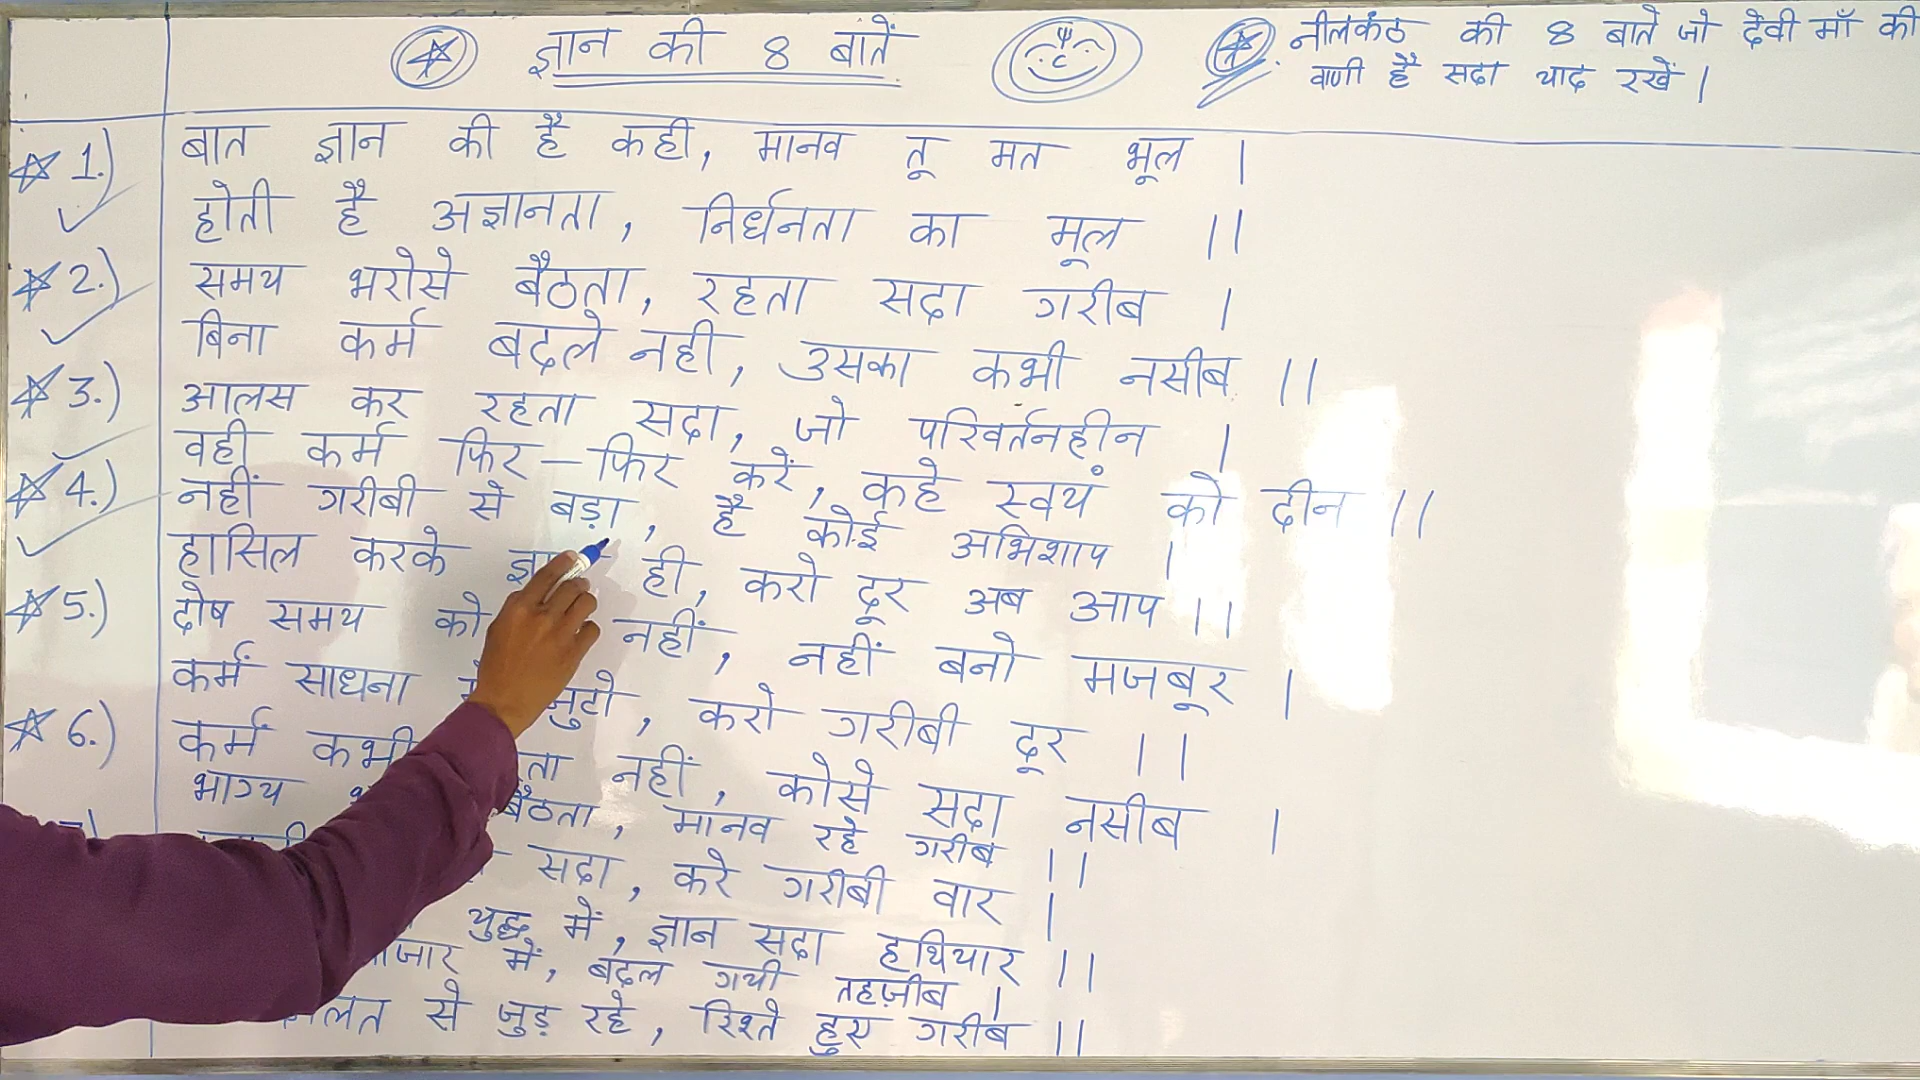 ज्ञान की 8 बातें
नीलकंठ की 8 बाते जो देवी माँ की
वाणी है सदा याद रखें |
1.) बात ज्ञान की है कही, मानव तू मत भूल |
होती है अज्ञानता, निर्धनता का मूल ||
2.) समय भरोसे बैठता, रहता सदा गरीब |
बिना कर्म बदले नही, उसका कभी नसीब ||
3.) आलस कर रहता सदा, जो परिवर्तनहीन |
वही कर्म फिर-फिर करें, कहे स्वयं को दीन ||
4.) नहीं गरीबी से बड़ा, है कोई अभिशाप |
हासिल करके ही, करो दूर अब आप ||
5.) दोष समय को नहीं, नहीं बनो मजबूर |
कर्म साधना जुटो, करो गरीबी दूर ||
6.) कर्म कभी नहीं, कोसे सदा नसीब |
भाग्य बैठता, मानव रहे गरीब ||
सदा, करे गरीबी वार |
युद्ध में, ज्ञान सदा हथियार ||
में, बदल गयी तहज़ीब |
से जुड़ रहे, रिश्ते हुए गरीब ||